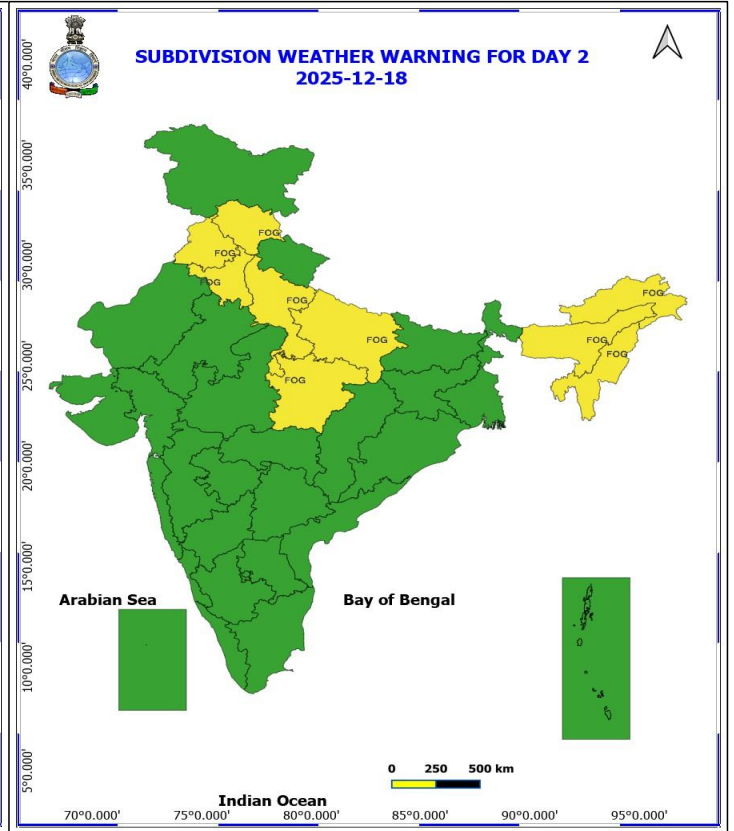 SUBDIVISION WEATHER WARNING FOR DAY 2
2025-12-18
40°0.000'
35°0.000'
30°0.000'
25°0.000'
20°0.000'
15°0.000'
10°0.000'
5°0.000'
FOG
FOG
FOG
FOG
FOG
FOG
FOG
FOG
FOG
Arabian Sea
Bay of Bengal
0 250 500 km
Indian Ocean
70°0.000' 75°0.000' 80°0.000' 85°0.000' 90°0.000' 95°0.000'